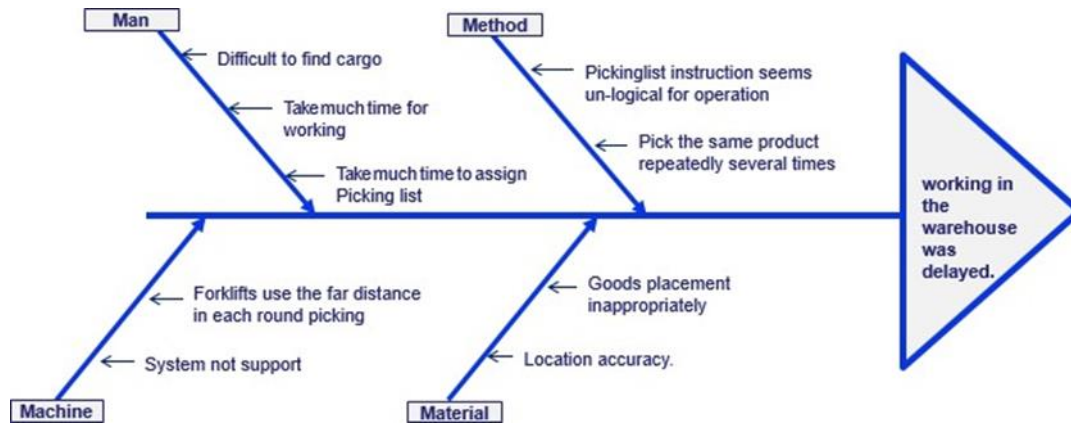 Man
Difficult to find cargo
Take much time for
working
Take much time to assign
Picking list
Method
Pickinglist instruction seems
un-logical for operation
Pick the same product
repeatedly several times
working in
the
warehouse
was
delayed.
Forklifts use the far distance
in each round picking
System not support
Machine
Goods placement
inappropriately
Location accuracy.
Material